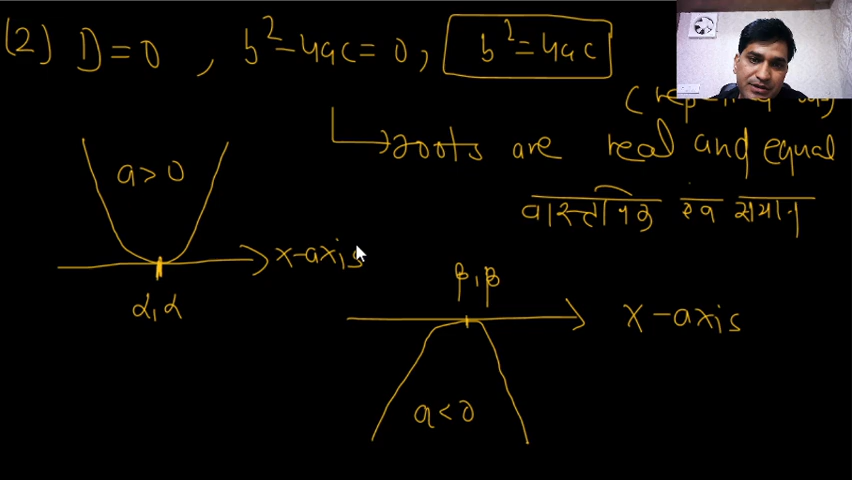 (2) D=0, b²-4ac=0, b²=4ac
roots are real and equal
वास्तविक एवं समान
a>0
x-axis
α,α
β,β
x-axis
a<0